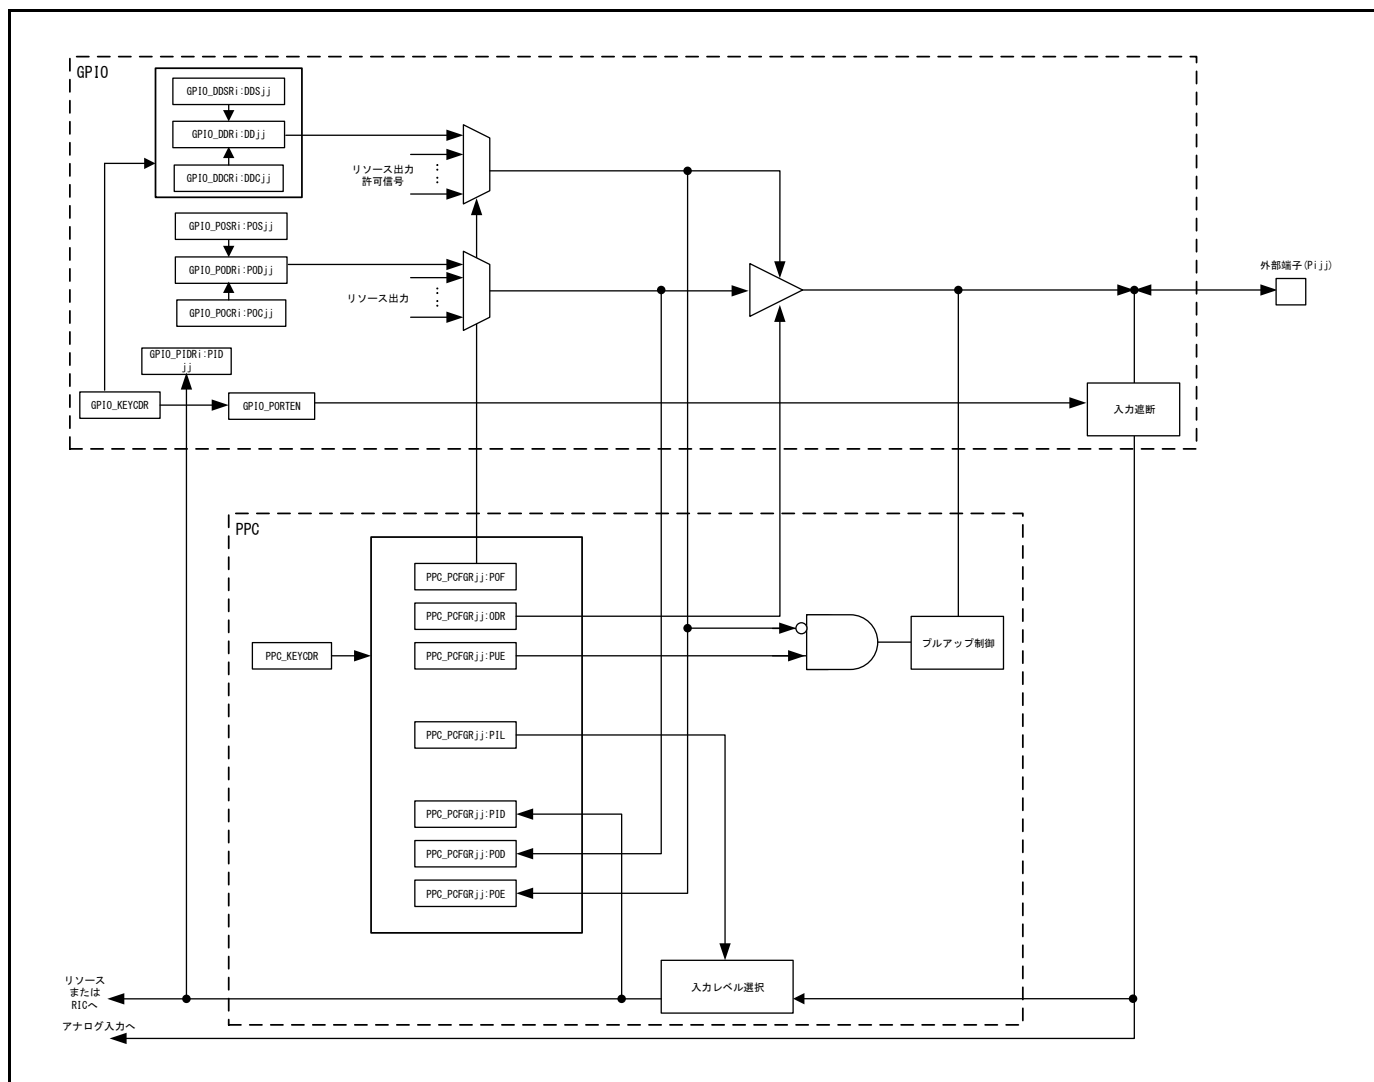 GPIO
GPIO_DDSRi:DDSjj
GPIO_DDRi:DDjj
GPIO_DDCRi:DDCjj
リソース出力
許可信号
GPIO_POSRi:POSjj
GPIO_PODRi:PODjj
GPIO_POCRi:POCjj
リソース出力
外部端子(Pijj)
GPIO_PIDRi:PID
jj
GPIO_KEYCDR
GPIO_PORTEN
入力遮断
PPC
PPC_PCFGRjj:POF
PPC_PCFGRjj:ODR
PPC_KEYCDR
PPC_PCFGRjj:PUE
プルアップ制御
PPC_PCFGRjj:PIL
PPC_PCFGRjj:PID
PPC_PCFGRjj:POD
PPC_PCFGRjj:POE
リソース
または
RICへ
入力レベル選択
アナログ入力へ